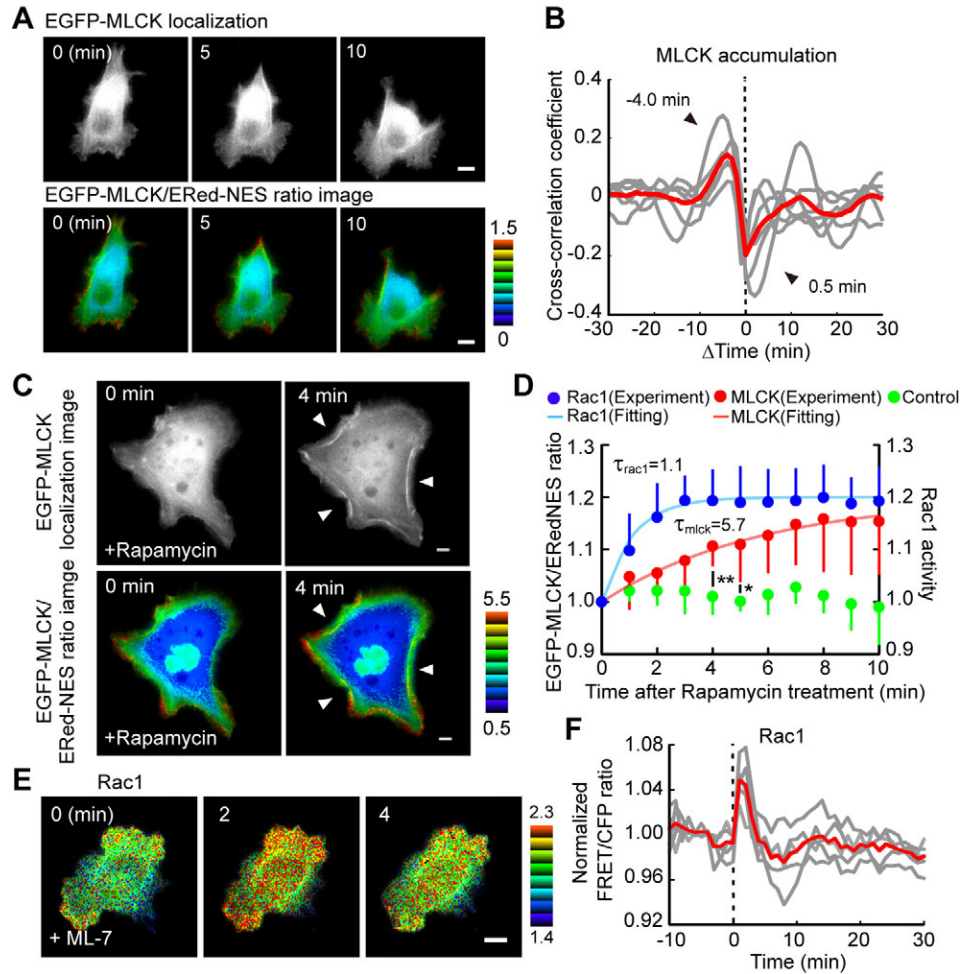 A
EGFP-MLCK localization
0 (min)
5
10
EGFP-MLCK/ERed-NES ratio image
0 (min)
5
10
1.5
0
B
MLCK accumulation
Cross-correlation coefficient
0.4
0.2
0
-0.2
-0.4
-4.0 min
0.5 min
-30
-20
-10
0
10
20
30
ΔTime (min)
C
EGFP-MLCK
localization image
0 min
+Rapamycin
4 min
EGFP-MLCK/
ERed-NES ratio iamge
0 min
+Rapamycin
4 min
5.5
0.5
D
Rac1(Experiment)
MLCK(Experiment)
Control
Rac1(Fitting)
MLCK(Fitting)
EGFP-MLCK/ERedNES ratio
1.3
1.2
1.1
1.0
0.9
τrac1=1.1
τmlck=5.7
**
*
1.3
1.2
1.1
1.0
0.9
Rac1 activity
0
2
4
6
8
10
Time after Rapamycin treatment (min)
E
Rac1
0 (min)
+ ML-7
2
4
2.3
1.4
F
Rac1
Normalized
FRET/CFP ratio
1.08
1.04
1.00
0.96
0.92
-10
0
10
20
30
Time (min)